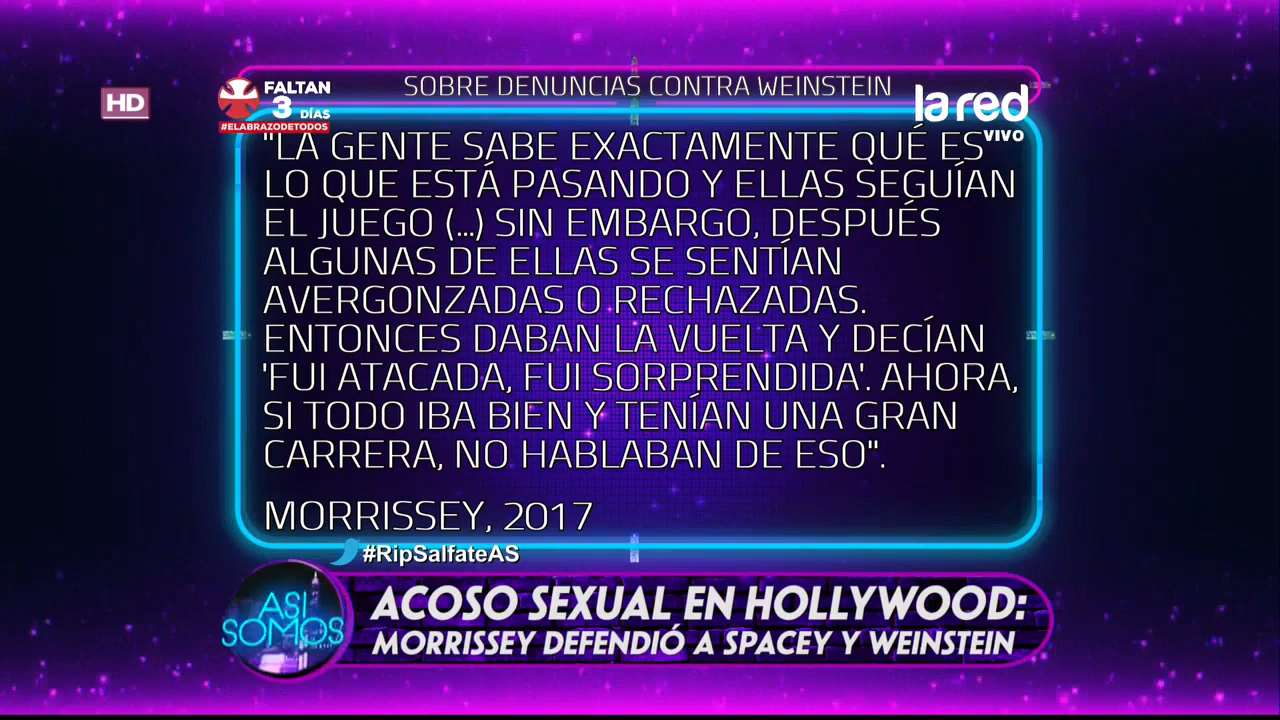 HD
FALTAN
3 DÍAS
#ELABRAZODETODOS
SOBRE DENUNCIAS CONTRA WEINSTEIN
la red
VIVO
"LA GENTE SABE EXACTAMENTE QUÉ ES
LO QUE ESTÁ PASANDO Y ELLAS SEGUÍAN
EL JUEGO (...) SIN EMBARGO, DESPUÉS
ALGUNAS DE ELLAS SE SENTÍAN
AVERGONZADAS O RECHAZADAS.
ENTONCES DABAN LA VUELTA Y DECÍAN
'FUI ATACADA, FUI SORPRENDIDA'. AHORA,
SI TODO IBA BIEN Y TENÍAN UNA GRAN
CARRERA, NO HABLABAN DE ESO".
MORRISSEY, 2017
#RipSalfateAS
ASI
SOMOS
ACOSO SEXUAL EN HOLLYWOOD:
MORRISSEY DEFENDIÓ A SPACEY Y WEINSTEIN